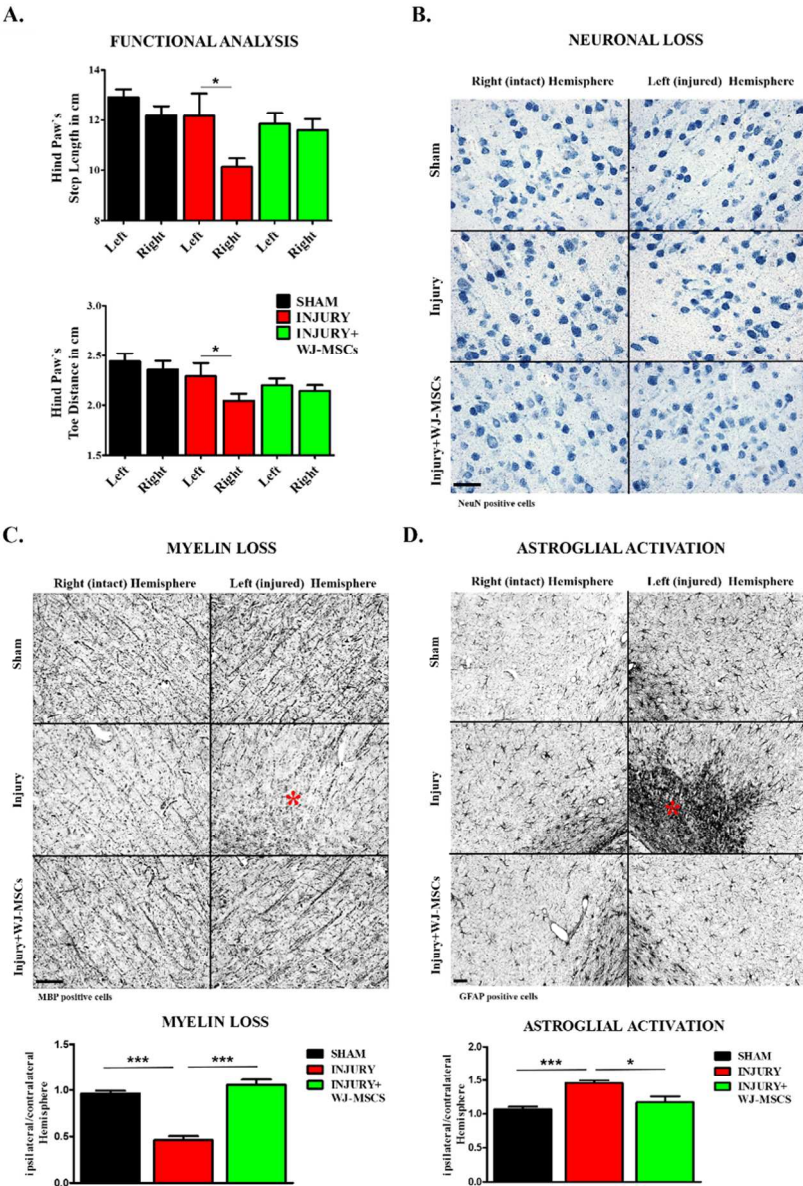 A.
FUNCTIONAL ANALYSIS
Hind Paw`s
Step Length in cm
14
12
10
8
*
Left
Right
Left
Right
Left
Right
Hind Paw`s
Toe Distance in cm
3.0
2.5
2.0
1.5
*
SHAM
INJURY
INJURY+
WJ-MSCs
Left
Right
Left
Right
Left
Right
B.
NEURONAL LOSS
Right (intact) Hemisphere
Left (injured) Hemisphere
Sham
Injury
Injury+WJ-MSCs
NeuN positive cells
C.
MYELIN LOSS
Right (intact) Hemisphere
Left (injured) Hemisphere
Sham
Injury
*
Injury+WJ-MSCs
MBP positive cells
MYELIN LOSS
ipsilateral/contralateral
Hemisphere
1.5
1.0
0.5
0.0
***
***
SHAM
INJURY
INJURY+
WJ-MSCS
D.
ASTROGLIAL ACTIVATION
Right (intact) Hemisphere
Left (injured) Hemisphere
Sham
Injury
*
Injury+WJ-MSCs
GFAP positive cells
ASTROGLIAL ACTIVATION
ipsilateral/contralateral
Hemisphere
2.0
1.5
1.0
0.5
0.0
***
*
SHAM
INJURY
INJURY+
WJ-MSCS